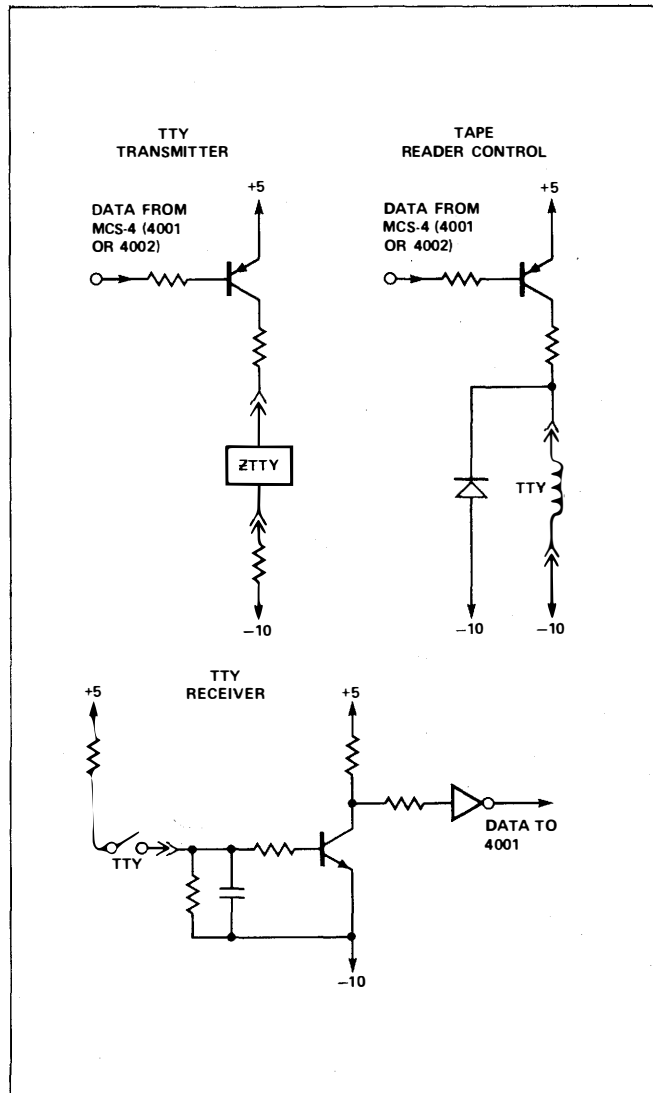 TTY
TRANSMITTER
+5
DATA FROM
MCS-4 (4001
OR 4002)
ZTTY
−10
TAPE
READER CONTROL
+5
DATA FROM
MCS-4 (4001
OR 4002)
TTY
−10
−10
TTY
RECEIVER
+5
+5
TTY
DATA TO
4001
−10